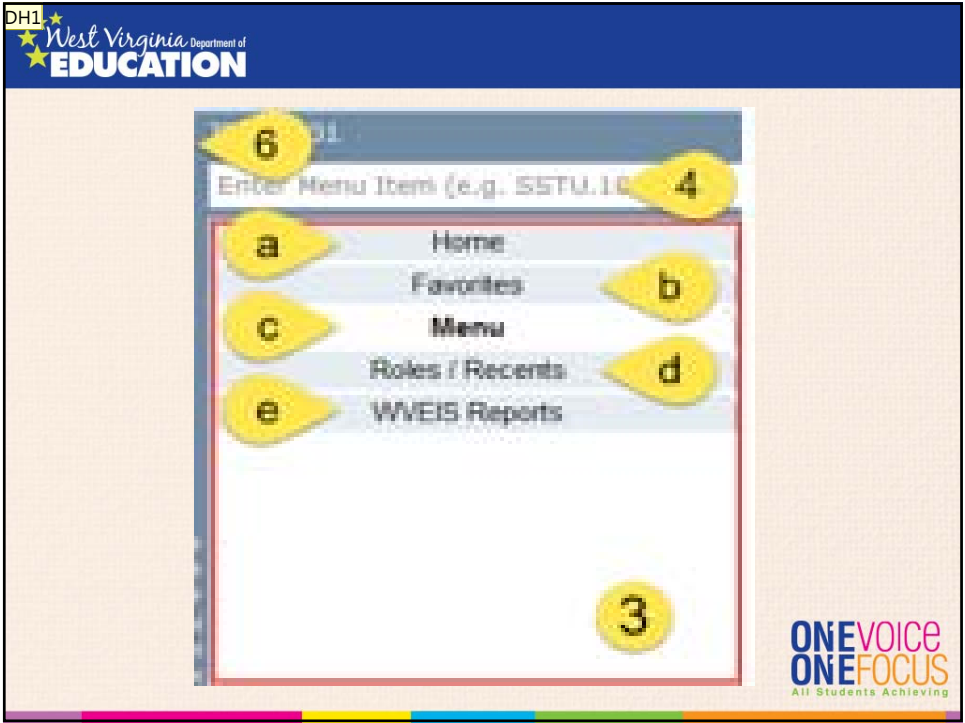 DH1
West Virginia Department of
EDUCATION
6
Enter Menu Item (e.g. SSTU.
4
a
Home
Favorites
b
c
Menu
Roles / Recents
d
e
WVEIS Reports
3
ONEVOICE
ONEFOCUS
All Students Achieving